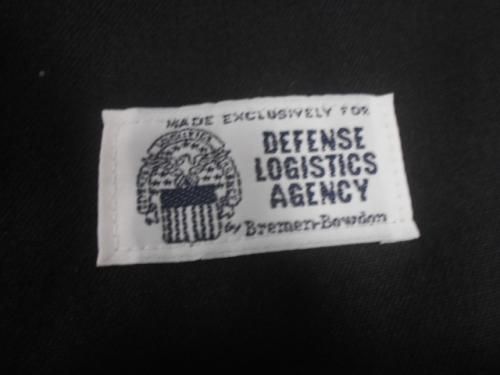 MADE EXCLUSIVELY FOR
DEFENSE
LOGISTICS
AGENCY
by Bremen-Bowdon